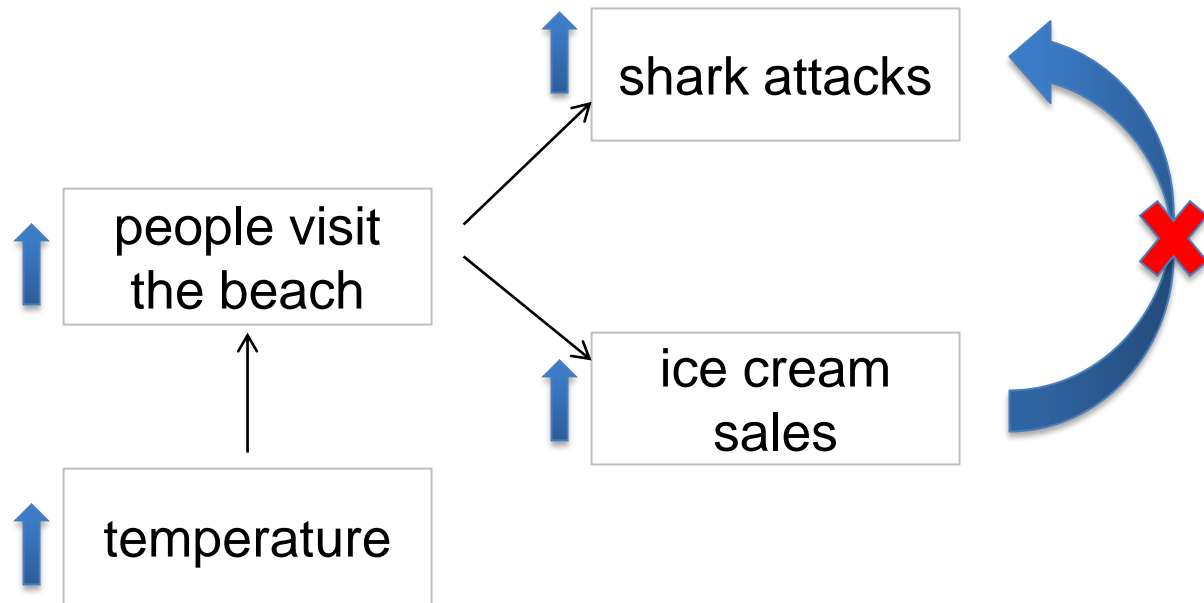 shark attacks
people visit
the beach
ice cream
sales
temperature